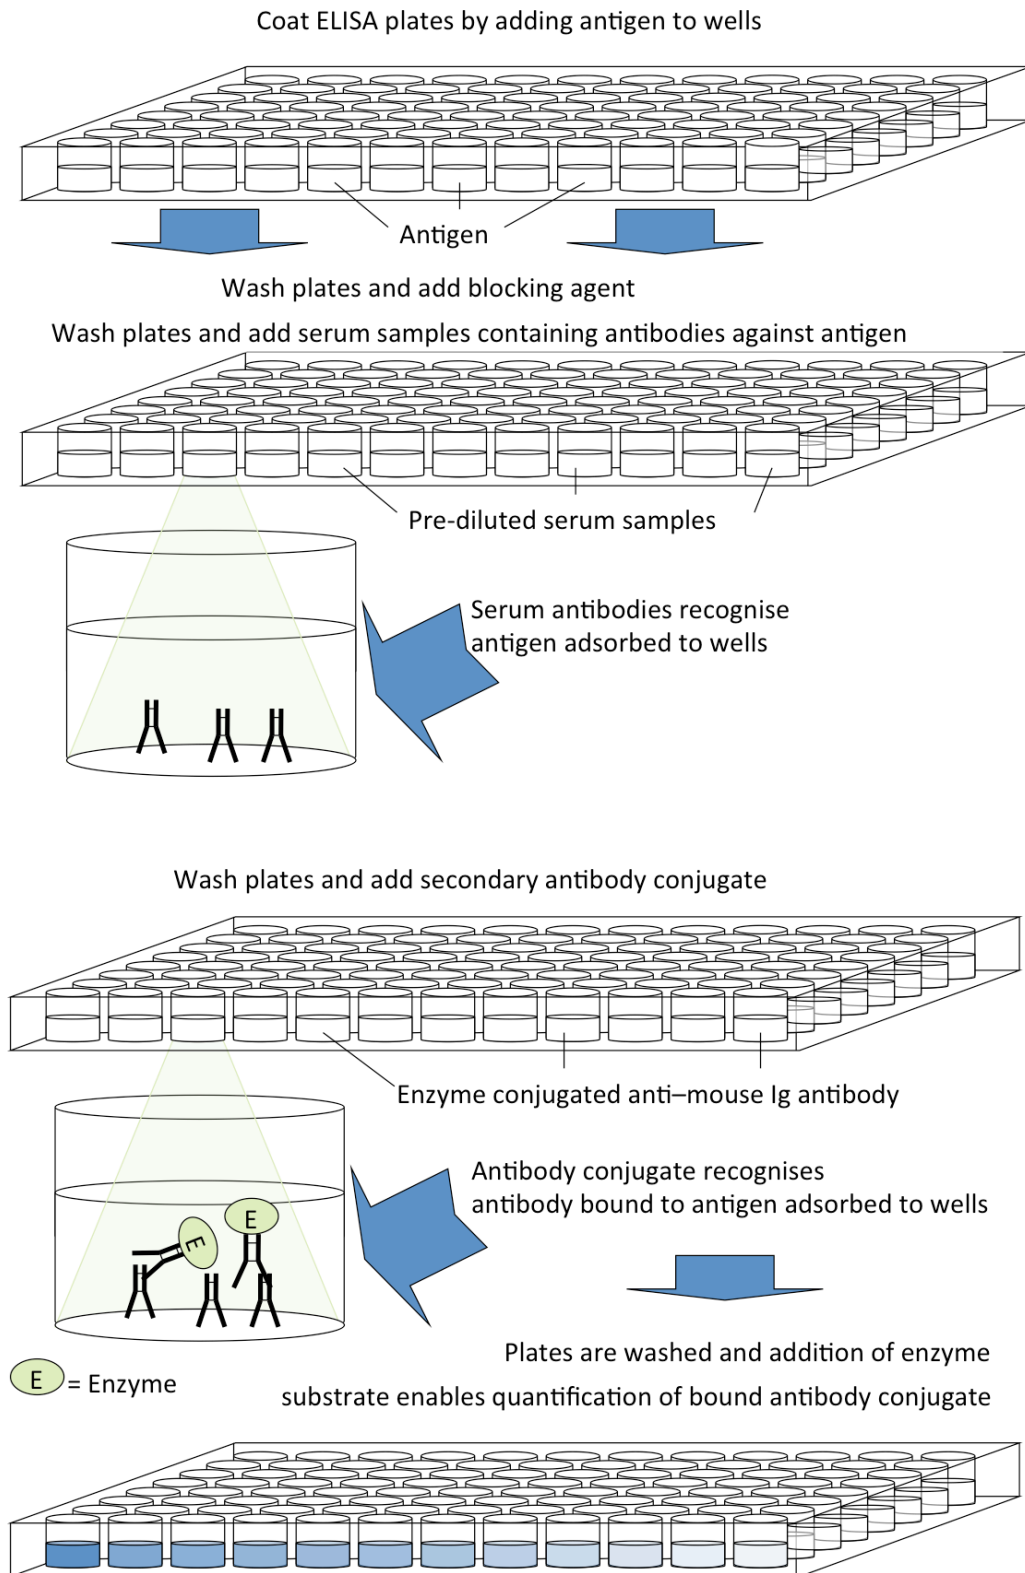 Coat ELISA plates by adding antigen to wells
Antigen
Wash plates and add blocking agent
Wash plates and add serum samples containing antibodies against antigen
Pre-diluted serum samples
Serum antibodies recognise
antigen adsorbed to wells
Wash plates and add secondary antibody conjugate
Enzyme conjugated anti–mouse Ig antibody
Antibody conjugate recognises
antibody bound to antigen adsorbed to wells
E
E
Plates are washed and addition of enzyme
E = Enzyme
substrate enables quantification of bound antibody conjugate